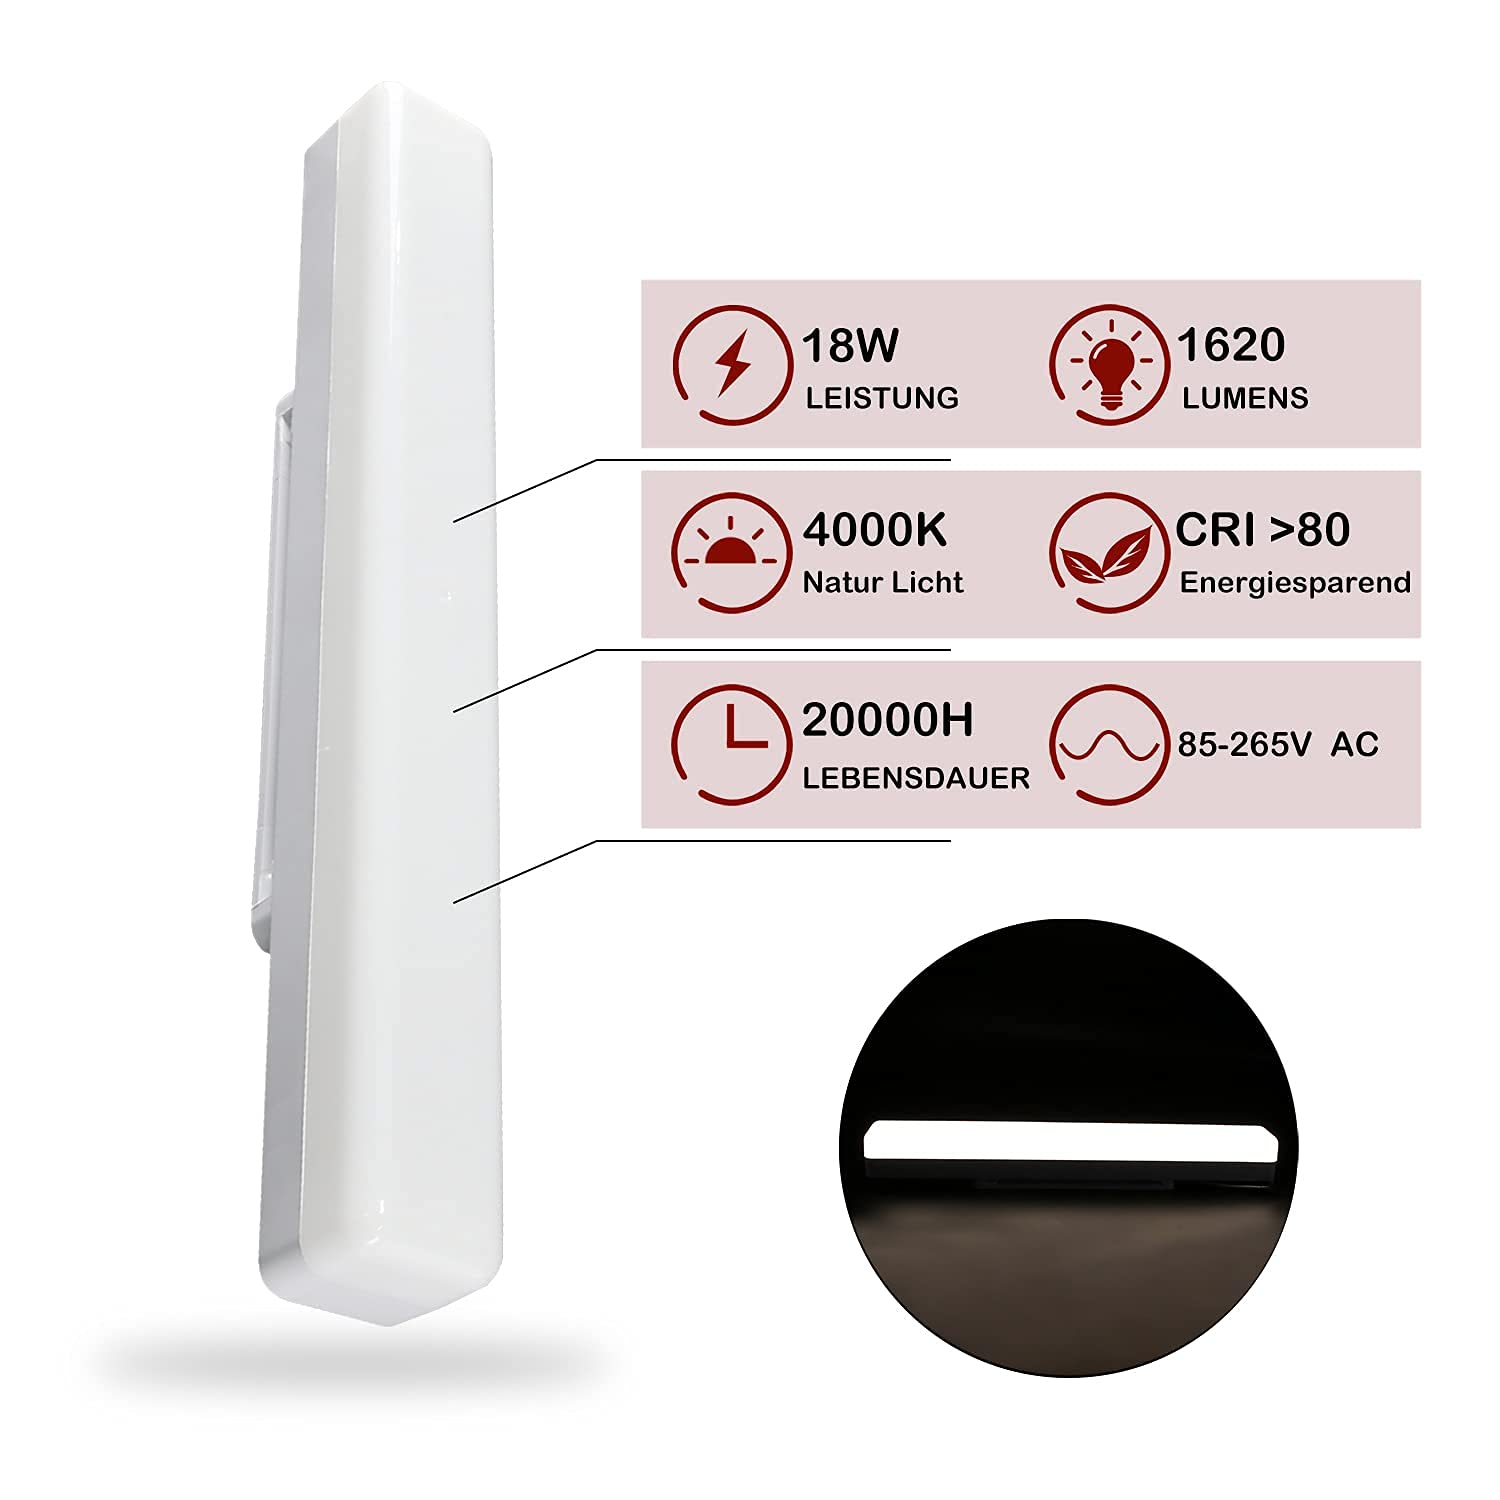 18W
LEISTUNG
1620
LUMENS
4000K
Natur Licht
CRI >80
Energiesparend
20000H
LEBENSDAUER
85-265V AC